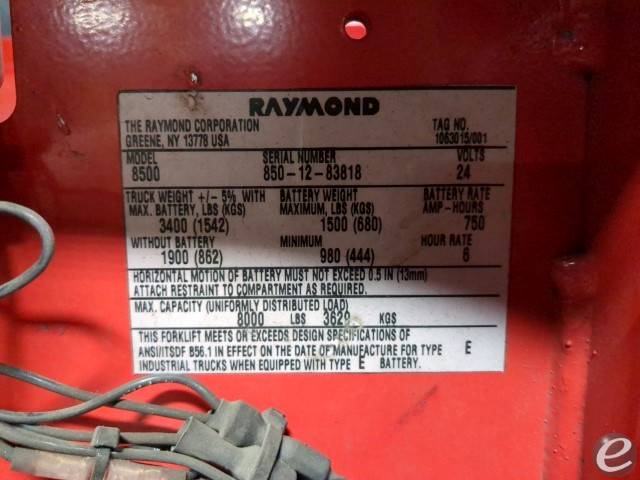 RAYMOND
THE RAYMOND CORPORATION
GREENE, NY 13778 USA
TAG NO.
1063015/001
MODEL SERIAL NUMBER VOLTS
8500 850-12-83818 24
TRUCK WEIGHT +/- 5% WITH BATTERY WEIGHT BATTERY RATE
MAX. BATTERY, LBS (KGS) MAXIMUM, LBS (KGS) AMP-HOURS
3400 (1542) 1500 (680) 750
WITHOUT BATTERY MINIMUM HOUR RATE
1900 (862) 980 (444) 6
HORIZONTAL MOTION OF BATTERY MUST NOT EXCEED 0.5 IN (13mm)
ATTACH RESTRAINT TO COMPARTMENT AS REQUIRED.
MAX. CAPACITY (UNIFORMLY DISTRIBUTED LOAD)
8000 LBS 3629 KGS
THIS FORKLIFT MEETS OR EXCEEDS DESIGN SPECIFICATIONS OF
ANSI/ITSDF B56.1 IN EFFECT ON THE DATE OF MANUFACTURE FOR TYPE E
INDUSTRIAL TRUCKS WHEN EQUIPPED WITH TYPE E BATTERY.
e